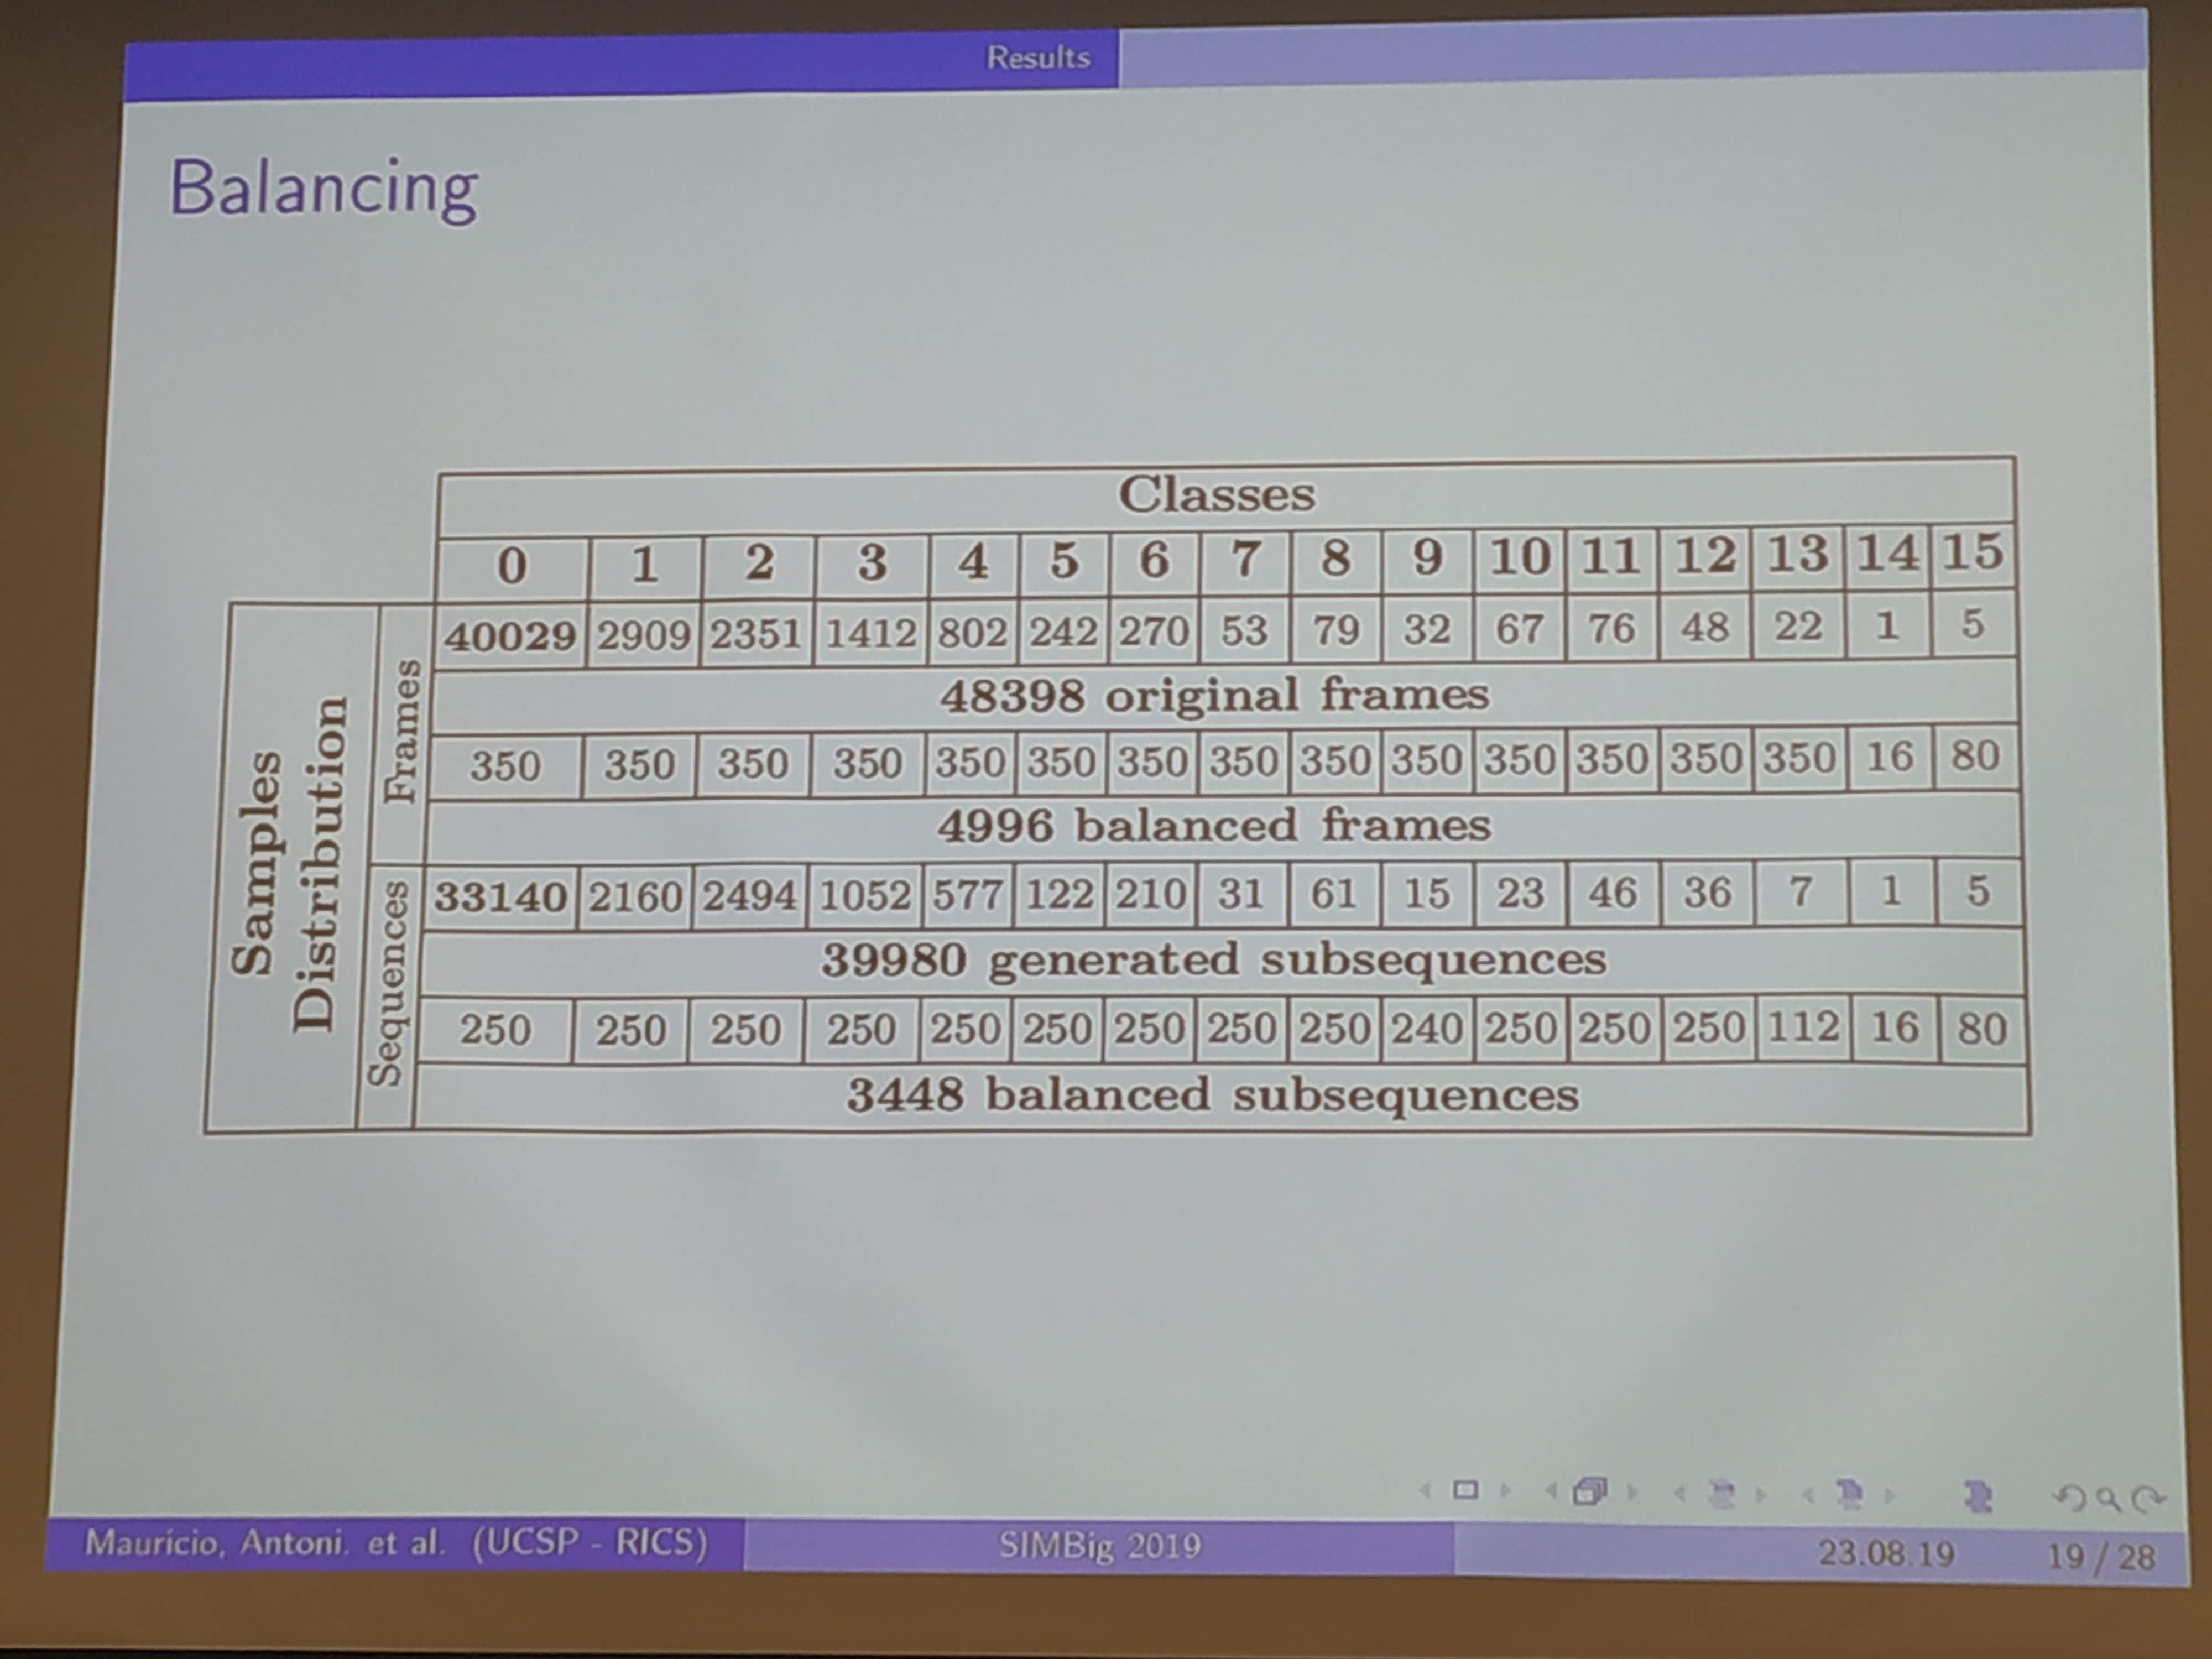 Results
Balancing
Classes
0 1 2 3 4 5 6 7 8 9 10 11 12 13 14 15
Samples
Distribution
Frames
40029 2909 2351 1412 802 242 270 53 79 32 67 76 48 22 1 5
48398 original frames
350 350 350 350 350 350 350 350 350 350 350 350 350 350 16 80
4996 balanced frames
Sequences
33140 2160 2494 1052 577 122 210 31 61 15 23 46 36 7 1 5
39980 generated subsequences
250 250 250 250 250 250 250 250 250 240 250 250 250 112 16 80
3448 balanced subsequences
Mauricio, Antoni. et al. (UCSP - RICS) SIMBig 2019 23.08.19 19 / 28